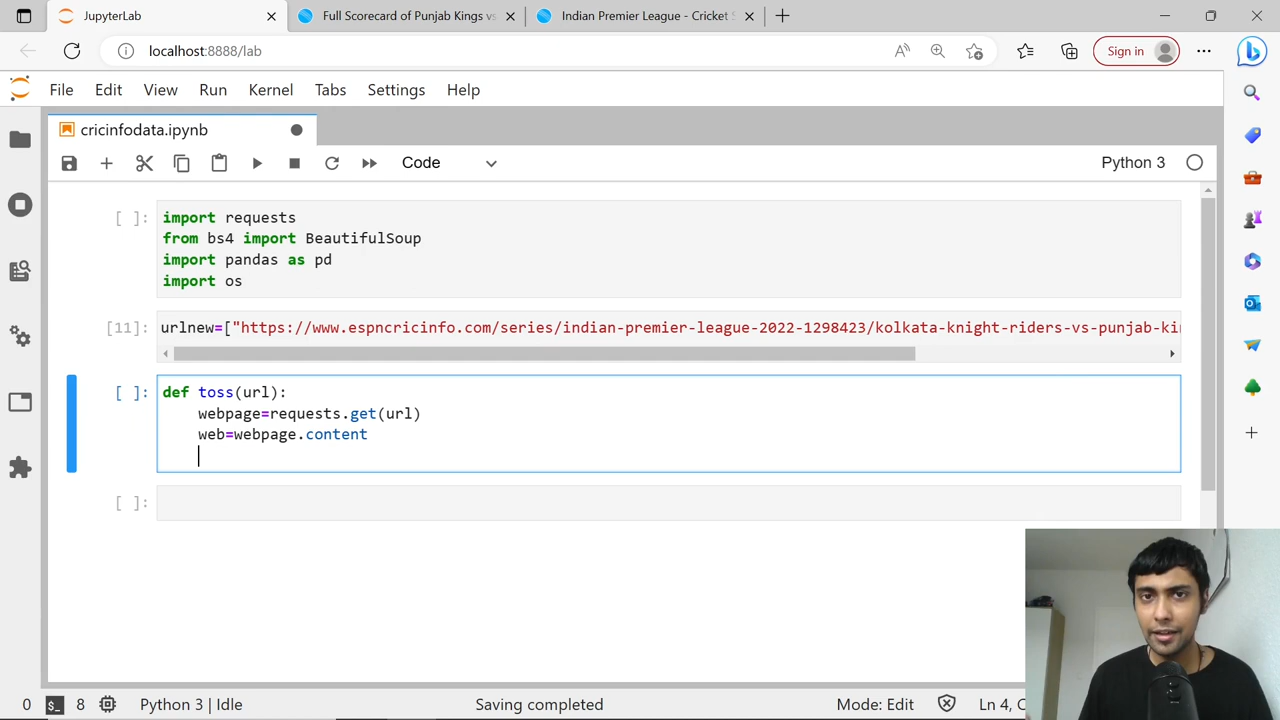 JupyterLab
Full Scorecard of Punjab Kings vs
Indian Premier League - Cricket S
localhost:8888/lab
Sign in
File Edit View Run Kernel Tabs Settings Help
cricinfodata.ipynb
Code
Python 3
[ ]:
import requests
from bs4 import BeautifulSoup
import pandas as pd
import os
[11]:
urlnew=["https://www.espncricinfo.com/series/indian-premier-league-2022-1298423/kolkata-knight-riders-vs-punjab-kin
[ ]:
def toss(url):
webpage=requests.get(url)
web=webpage.content
[ ]:
0 8 Python 3 | Idle Saving completed Mode: Edit Ln 4, C